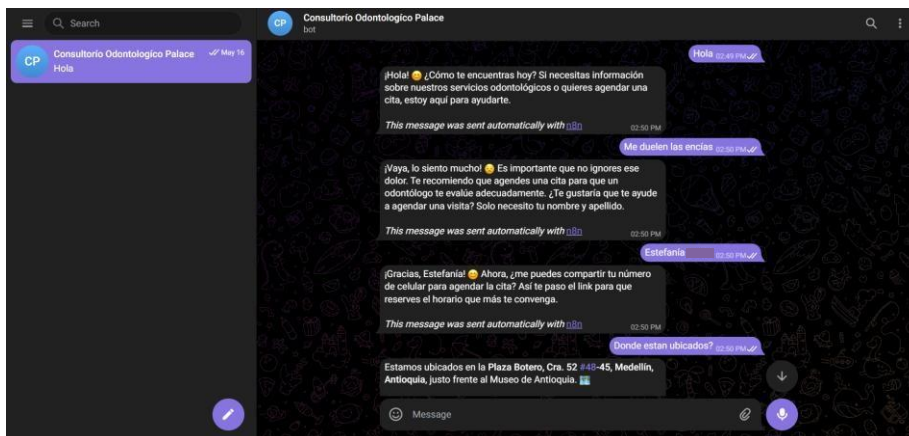 Search
CP
Consultorio Odontologíco Palace
May 16
Hola
CP
Consultorio Odontologíco Palace
bot
Hola 02:49 PM
¡Hola! 😊 ¿Cómo te encuentras hoy? Si necesitas información
sobre nuestros servicios odontológicos o quieres agendar una
cita, estoy aquí para ayudarte.
This message was sent automatically with n8n
02:50 PM
Me duelen las encías 02:50 PM
¡Vaya, lo siento mucho! 😟 Es importante que no ignores ese
dolor. Te recomiendo que agendes una cita para que un
odontólogo te evalúe adecuadamente. ¿Te gustaría que te ayude
a agendar una visita? Solo necesito tu nombre y apellido.
This message was sent automatically with n8n
02:50 PM
Estefanía 02:50 PM
¡Gracias, Estefanía! 😊 Ahora, ¿me puedes compartir tu número
de celular para agendar la cita? Así te paso el link para que
reserves el horario que más te convenga.
This message was sent automatically with n8n
02:50 PM
Donde estan ubicados? 02:50 PM
Estamos ubicados en la Plaza Botero, Cra. 52 #48-45, Medellín,
Antioquia, justo frente al Museo de Antioquia. 🏙️
Message